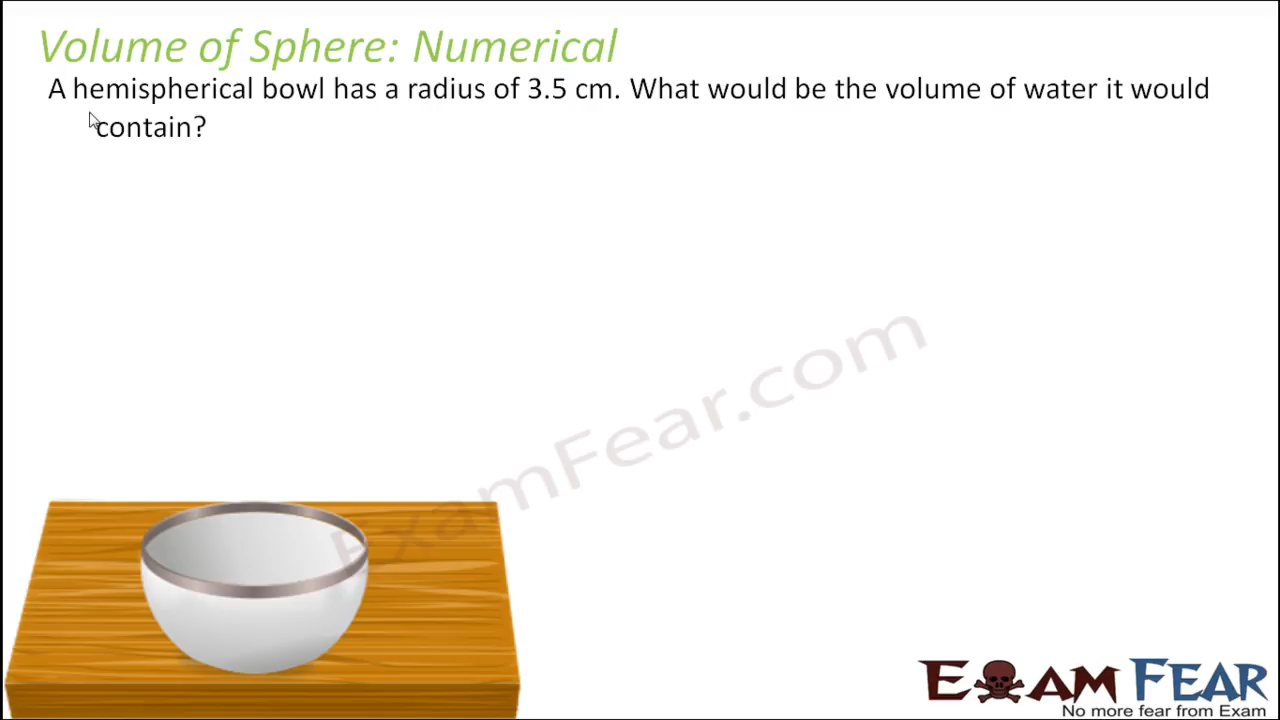 Volume of Sphere: Numerical
A hemispherical bowl has a radius of 3.5 cm. What would be the volume of water it would
contain?
ExamFear.com
EXAM FEAR
No more fear from Exam